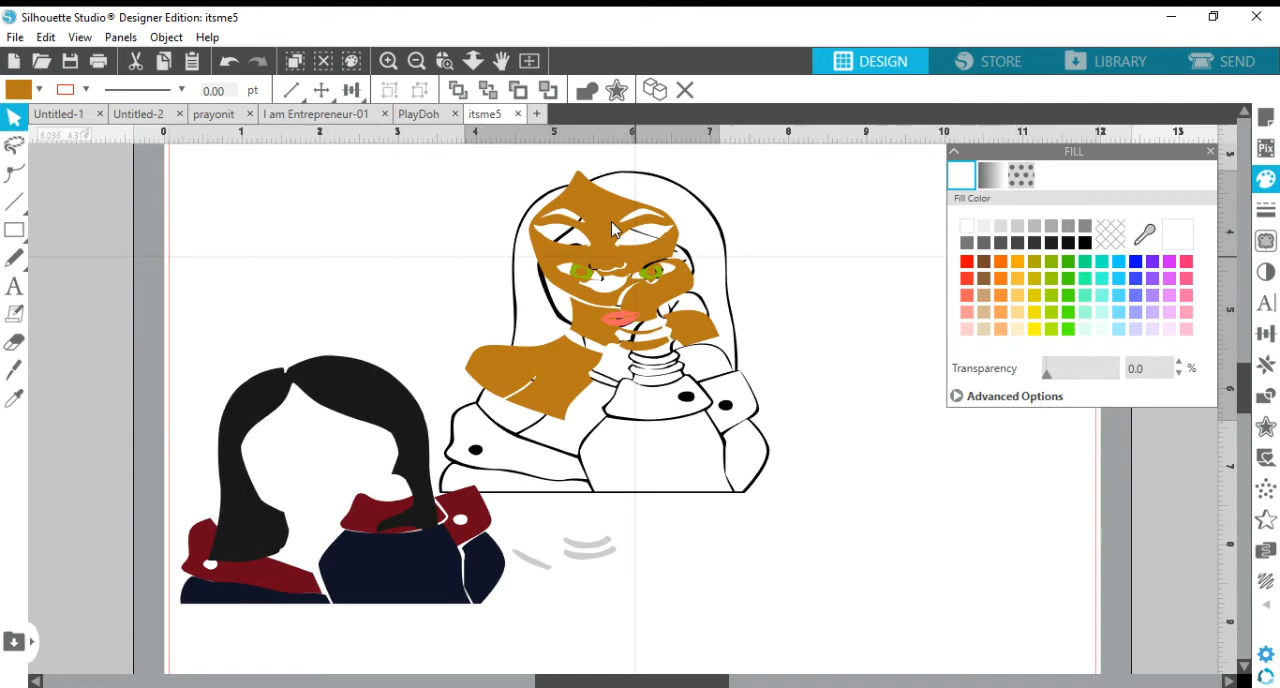 Silhouette Studio® Designer Edition: itsme5
File Edit View Panels Object Help
DESIGN STORE LIBRARY SEND
0.00 pt
Untitled-1 Untitled-2 prayonit I am Entrepreneur-01 PlayDoh itsme5
0 1 2 3 4 5 6 7 8 9 10 11 12 13
FILL
Fill Color
Transparency 0.0 %
Advanced Options